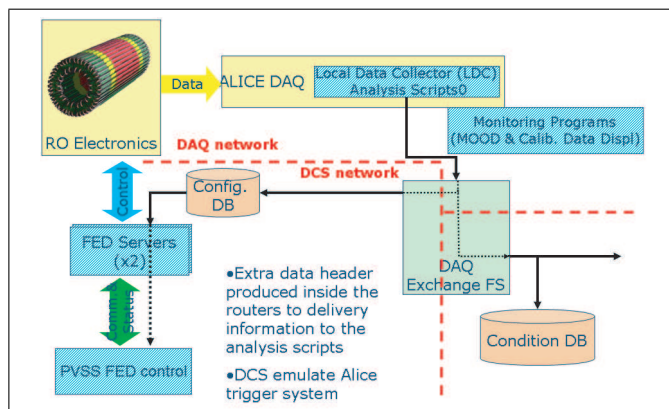 Data
ALICE DAQ
Local Data Collector (LDC)
Analysis Scripts0
RO Electronics
Monitoring Programs
(MOOD & Calib. Data Displ)
DAQ network
DCS network
Control
Config.
DB
FED Servers
(x2)
DAQ
Exchange FS
Comm.&
Status
•Extra data header
produced inside the
routers to delivery
information to the
analysis scripts
Condition DB
PVSS FED control
•DCS emulate Alice
trigger system